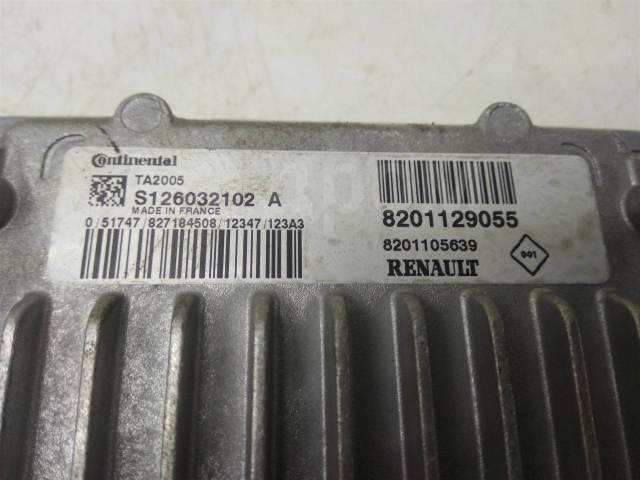 Continental
TA2005
S126032102 A
MADE IN FRANCE
0/51747/827184508/12347/123A3
8201129055
8201105639
RENAULT
001